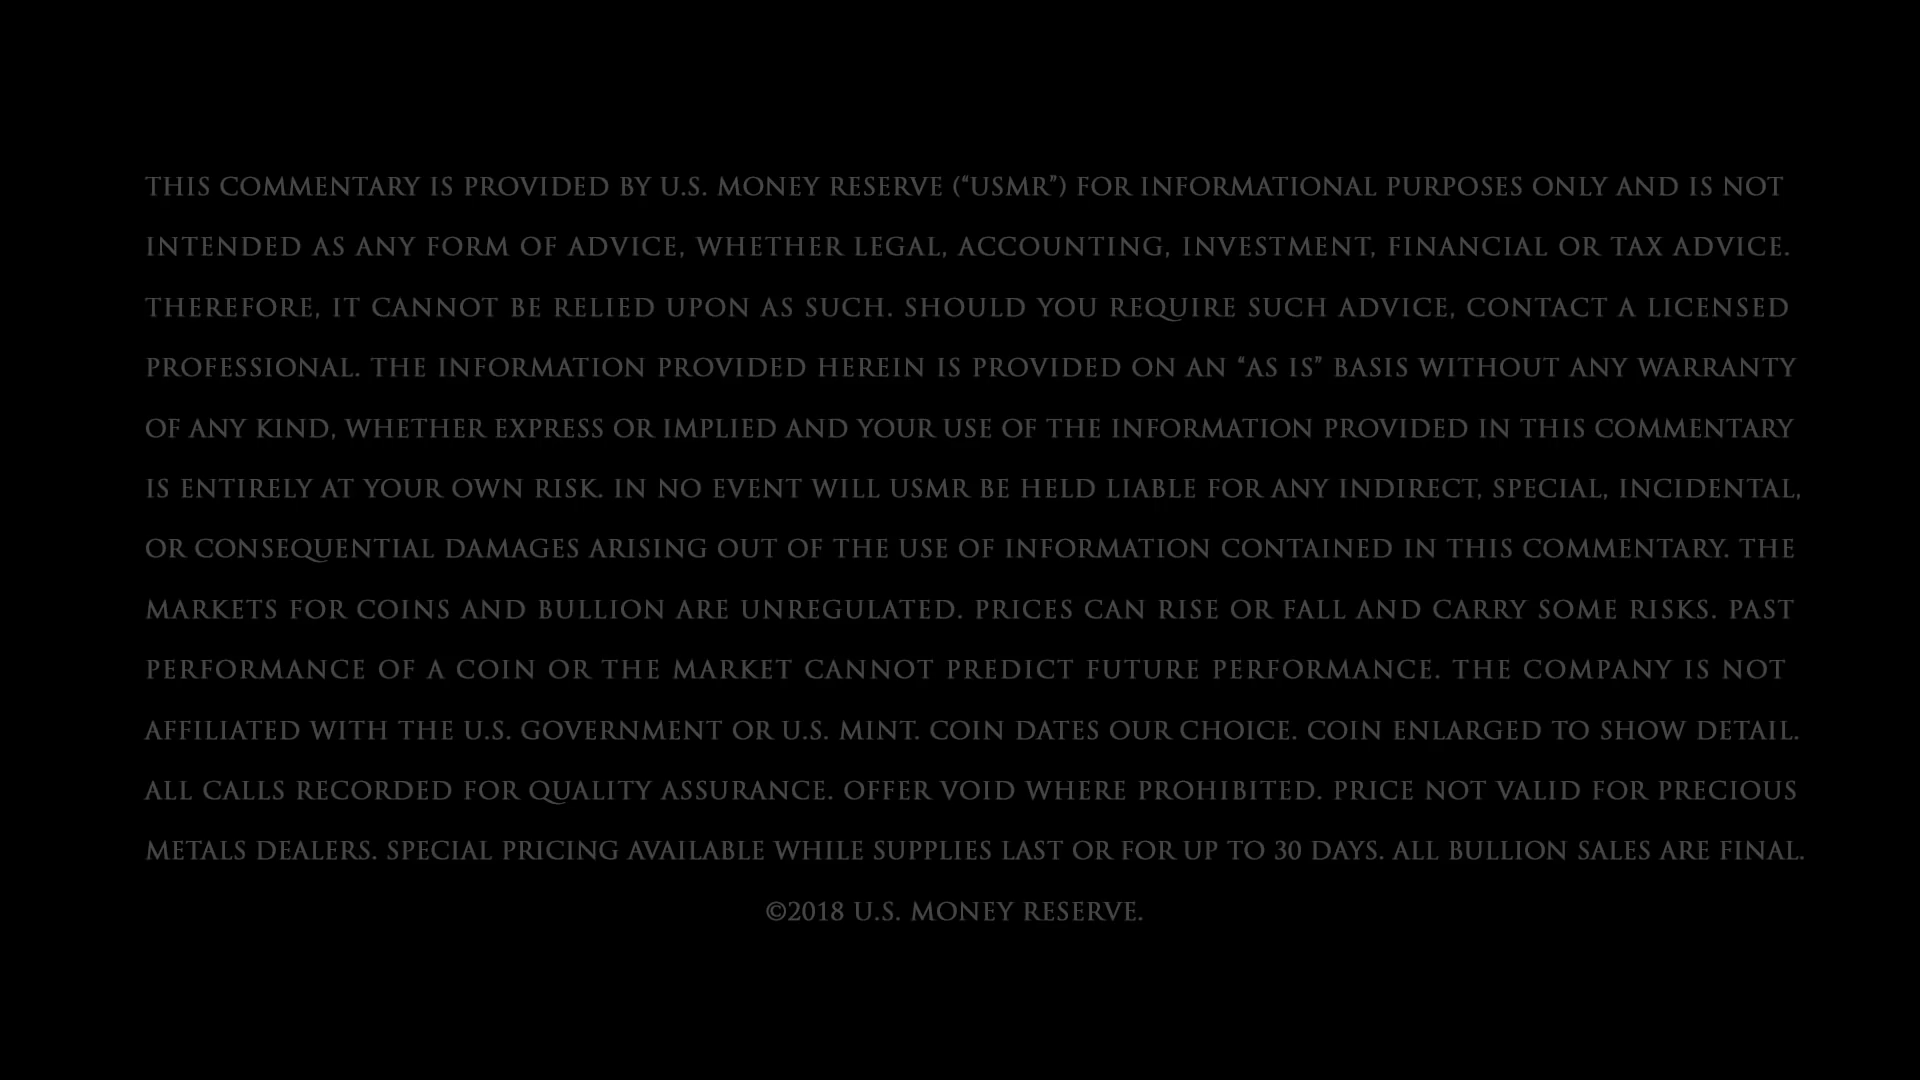 THIS COMMENTARY IS PROVIDED BY U.S. MONEY RESERVE (“USMR”) FOR INFORMATIONAL PURPOSES ONLY AND IS NOT
INTENDED AS ANY FORM OF ADVICE, WHETHER LEGAL, ACCOUNTING, INVESTMENT, FINANCIAL OR TAX ADVICE.
THEREFORE, IT CANNOT BE RELIED UPON AS SUCH. SHOULD YOU REQUIRE SUCH ADVICE, CONTACT A LICENSED
PROFESSIONAL. THE INFORMATION PROVIDED HEREIN IS PROVIDED ON AN “AS IS” BASIS WITHOUT ANY WARRANTY
OF ANY KIND, WHETHER EXPRESS OR IMPLIED AND YOUR USE OF THE INFORMATION PROVIDED IN THIS COMMENTARY
IS ENTIRELY AT YOUR OWN RISK. IN NO EVENT WILL USMR BE HELD LIABLE FOR ANY INDIRECT, SPECIAL, INCIDENTAL,
OR CONSEQUENTIAL DAMAGES ARISING OUT OF THE USE OF INFORMATION CONTAINED IN THIS COMMENTARY. THE
MARKETS FOR COINS AND BULLION ARE UNREGULATED. PRICES CAN RISE OR FALL AND CARRY SOME RISKS. PAST
PERFORMANCE OF A COIN OR THE MARKET CANNOT PREDICT FUTURE PERFORMANCE. THE COMPANY IS NOT
AFFILIATED WITH THE U.S. GOVERNMENT OR U.S. MINT. COIN DATES OUR CHOICE. COIN ENLARGED TO SHOW DETAIL.
ALL CALLS RECORDED FOR QUALITY ASSURANCE. OFFER VOID WHERE PROHIBITED. PRICE NOT VALID FOR PRECIOUS
METALS DEALERS. SPECIAL PRICING AVAILABLE WHILE SUPPLIES LAST OR FOR UP TO 30 DAYS. ALL BULLION SALES ARE FINAL.
©2018 U.S. MONEY RESERVE.